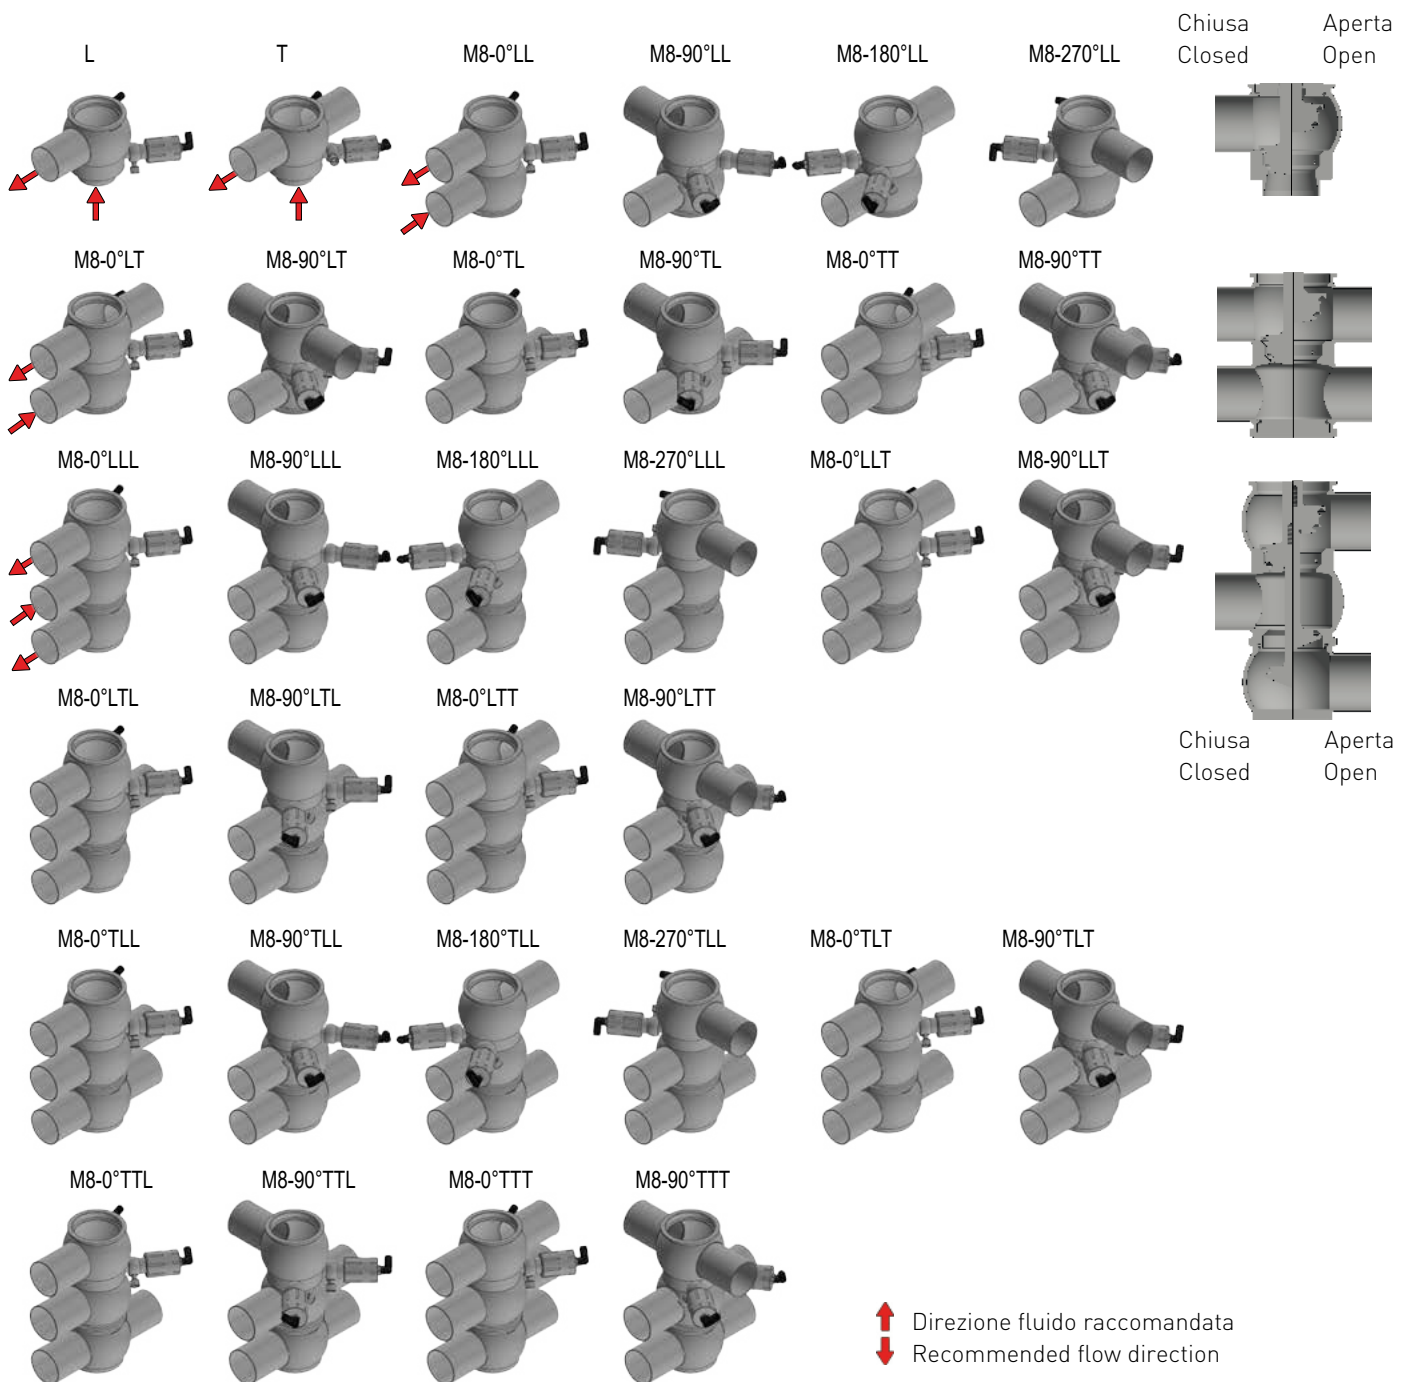 Chiusa Aperta
Closed Open
L T M8-0°LL M8-90°LL M8-180°LL M8-270°LL
M8-0°LT M8-90°LT M8-0°TL M8-90°TL M8-0°TT M8-90°TT
M8-0°LLL M8-90°LLL M8-180°LLL M8-270°LLL M8-0°LLT M8-90°LLT
M8-0°LTL M8-90°LTL M8-0°LTT M8-90°LTT
Chiusa Aperta
Closed Open
M8-0°TLL M8-90°TLL M8-180°TLL M8-270°TLL M8-0°TLT M8-90°TLT
M8-0°TTL M8-90°TTL M8-0°TTT M8-90°TTT
Direzione fluido raccomandata
Recommended flow direction